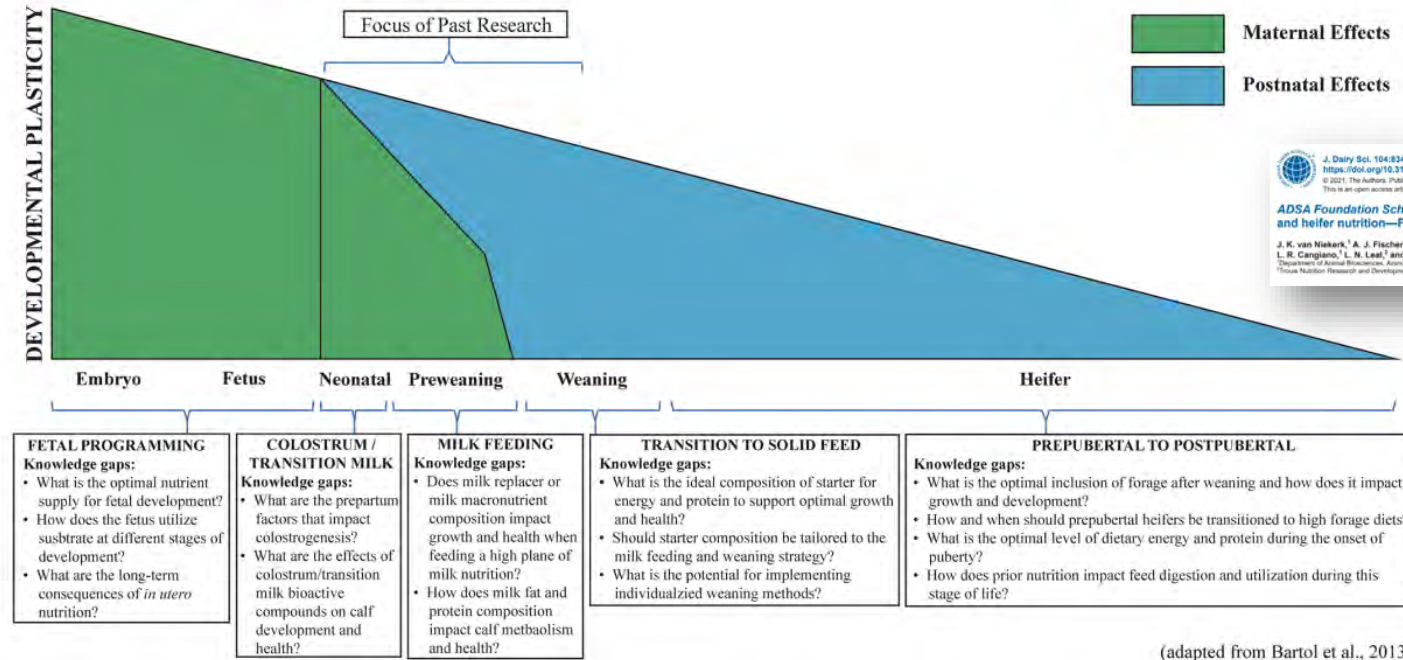 DEVELOPMENTAL PLASTICITY
Focus of Past Research
Maternal Effects
Postnatal Effects
J. Dairy Sci. 104:834
https://doi.org/10.31
© 2021, The Authors. Publ
This is an open access arti
ADSA Foundation Sch
and heifer nutrition—P
J. K. van Niekerk,¹ A. J. Fischer
L. R. Cangiano,¹ L. N. Leal,² and
¹Department of Animal Biosciences,
²Trouw Nutrition Research and Developme
Embryo
Fetus
Neonatal
Preweaning
Weaning
Heifer
FETAL PROGRAMMING
Knowledge gaps:
• What is the optimal nutrient
supply for fetal development?
• How does the fetus utilize
susbtrate at different stages of
development?
• What are the long-term
consequences of in utero
nutrition?
COLOSTRUM /
TRANSITION MILK
Knowledge gaps:
• What are the prepartum
factors that impact
colostrogenesis?
• What are the effects of
colostrum/transition
milk bioactive
compounds on calf
development and
health?
MILK FEEDING
Knowledge gaps:
• Does milk replacer or
milk macronutrient
composition impact
growth and health when
feeding a high plane of
milk nutrition?
• How does milk fat and
protein composition
impact calf metbaolism
and health?
TRANSITION TO SOLID FEED
Knowledge gaps:
• What is the ideal composition of starter for
energy and protein to support optimal growth
and health?
• Should starter composition be tailored to the
milk feeding and weaning strategy?
• What is the potential for implementing
individualzied weaning methods?
PREPUBERTAL TO POSTPUBERTAL
Knowledge gaps:
• What is the optimal inclusion of forage after weaning and how does it impact
growth and development?
• How and when should prepubertal heifers be transitioned to high forage diets?
• What is the optimal level of dietary energy and protein during the onset of
puberty?
• How does prior nutrition impact feed digestion and utilization during this
stage of life?
(adapted from Bartol et al., 2013